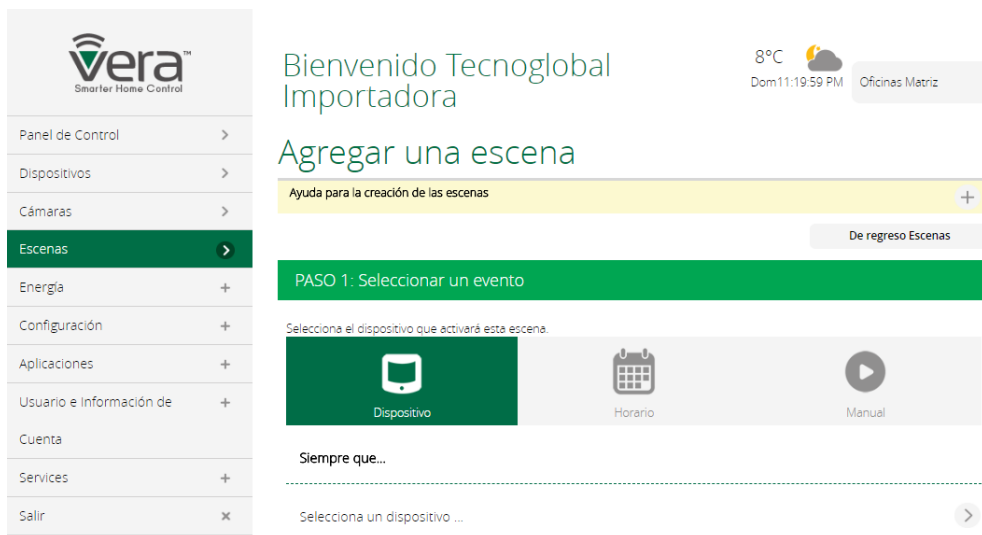 vera™
Smarter Home Control
Panel de Control
Dispositivos
Cámaras
Escenas
Energía
Configuración
Aplicaciones
Usuario e Información de
Cuenta
Services
Salir
Bienvenido Tecnoglobal
Importadora
8°C
Dom11:19:59 PM
Oficinas Matriz
Agregar una escena
Ayuda para la creación de las escenas
De regreso Escenas
PASO 1: Seleccionar un evento
Selecciona el dispositivo que activará esta escena.
Dispositivo
Horario
Manual
Siempre que...
Selecciona un dispositivo ...